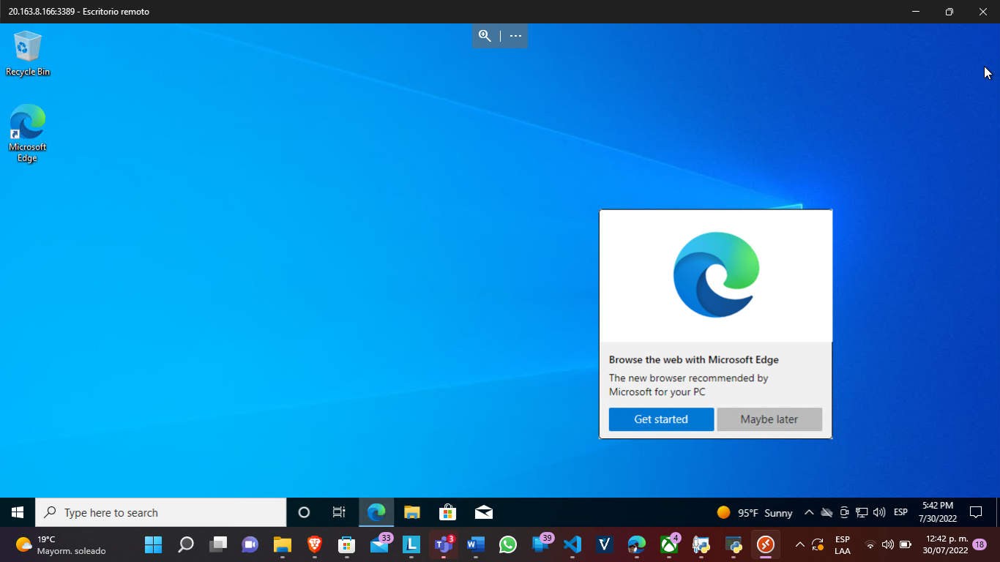 20.163.8.166:3389 - Escritorio remoto
Recycle Bin
Microsoft
Edge
Browse the web with Microsoft Edge
The new browser recommended by
Microsoft for your PC
Get started
Maybe later
Type here to search
95°F Sunny
ESP
5:42 PM
7/30/2022
19°C
Mayorm. soleado
33
3
39
4
ESP
LAA
12:42 p. m.
30/07/2022
18